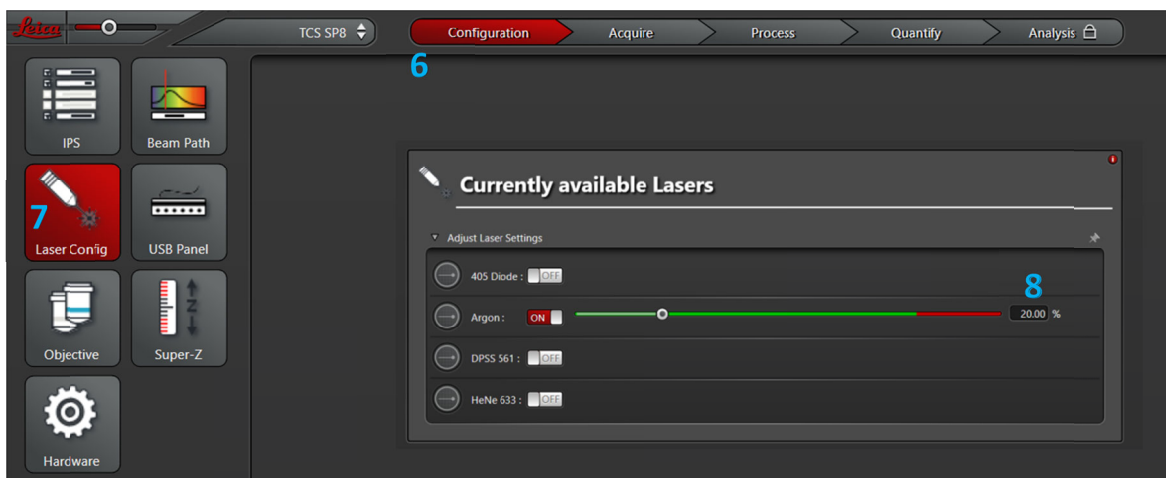 Leica
TCS SP8
Configuration
Acquire
Process
Quantify
Analysis
6
IPS
Beam Path
Currently available Lasers
7
Laser Config
USB Panel
Adjust Laser Settings
405 Diode : OFF
8
Argon : ON 20.00 %
DPSS 561 : OFF
HeNe 633 : OFF
Z
Objective
Super-Z
Hardware